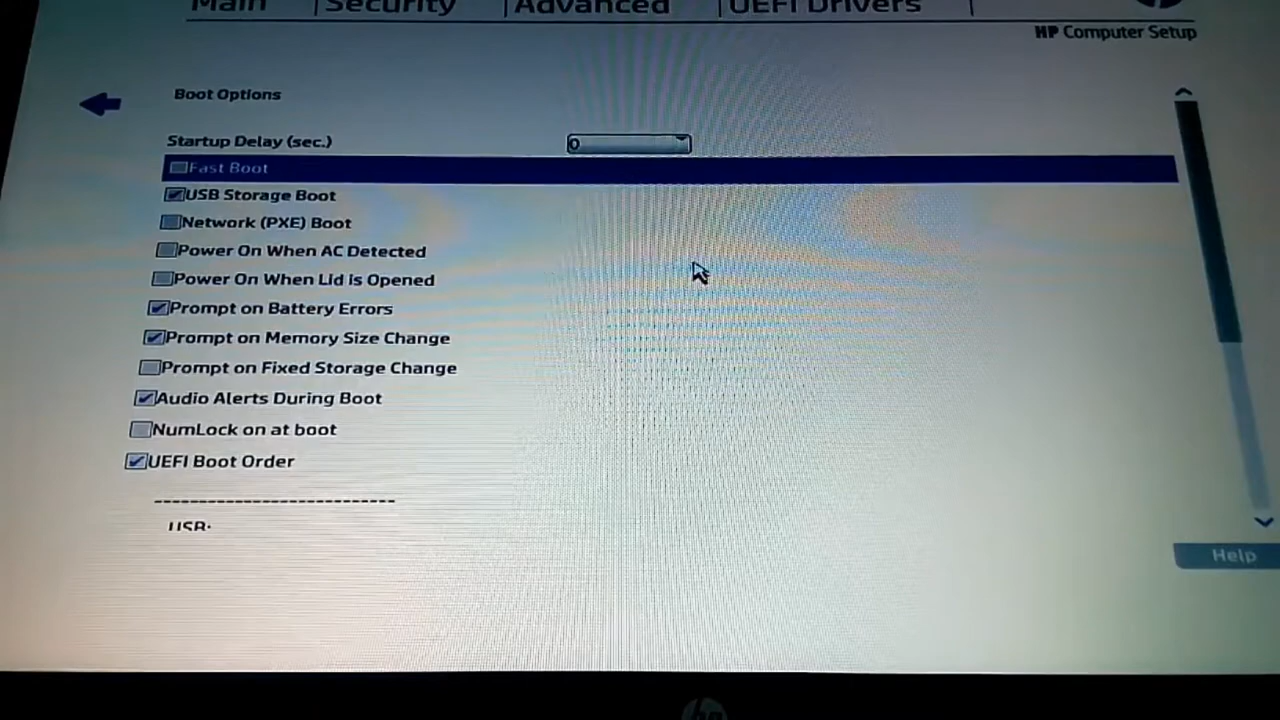 Main | Security | Advanced | UEFI Drivers |
HP Computer Setup
Boot Options
Startup Delay (sec.) 0
Fast Boot
USB Storage Boot
Network (PXE) Boot
Power On When AC Detected
Power On When Lid is Opened
Prompt on Battery Errors
Prompt on Memory Size Change
Prompt on Fixed Storage Change
Audio Alerts During Boot
NumLock on at boot
UEFI Boot Order
----------------------------
USB:
Help
hp